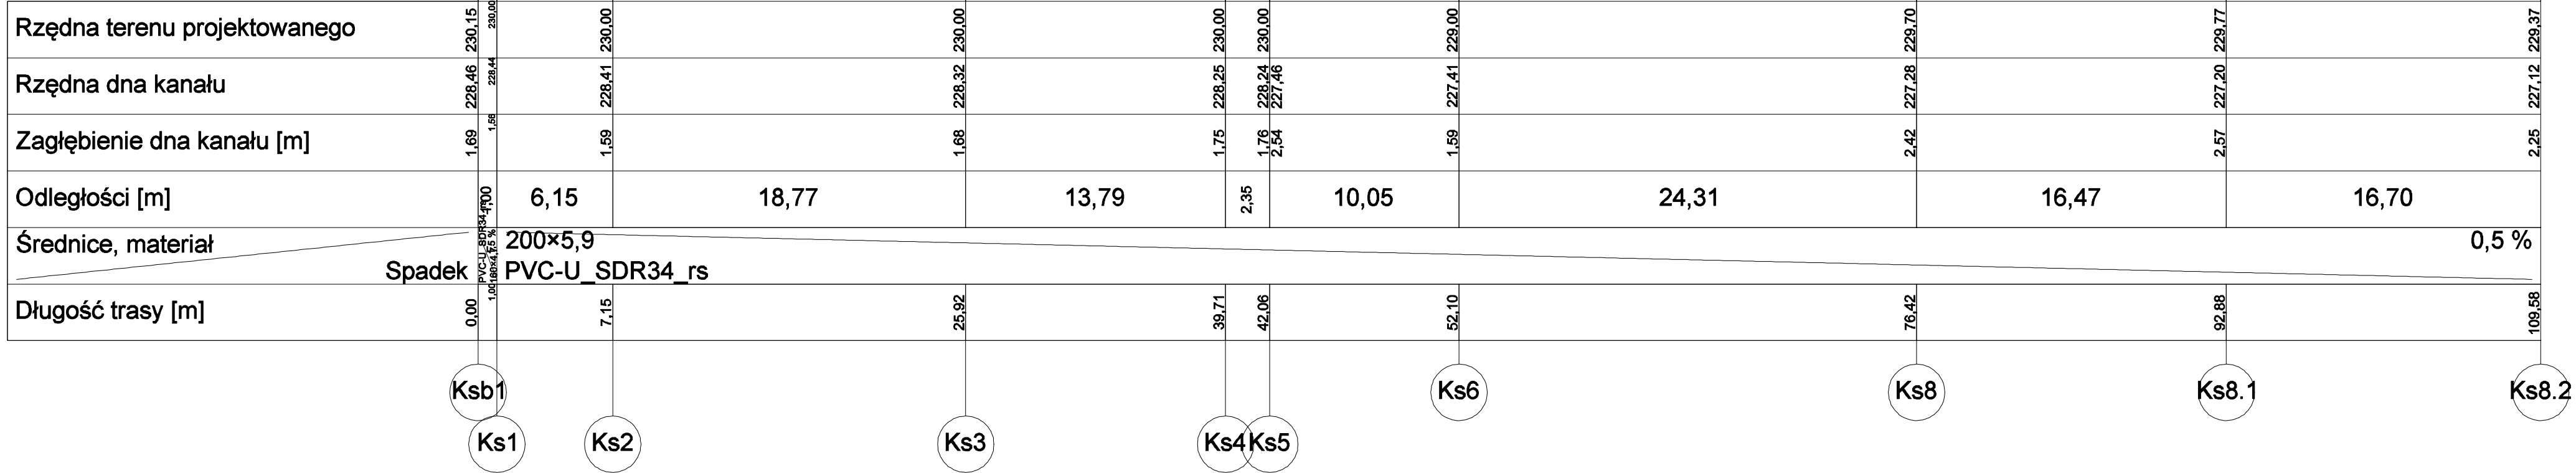 Rzędna terenu projektowanego 230,15 230,00 230,00 230,00 230,00 230,00 229,00 229,70 229,77 229,37
Rzędna dna kanału 228,46 228,44 228,41 228,32 228,25 228,24 227,46 227,41 227,28 227,20 227,12
Zagłębienie dna kanału [m] 1,69 1,56 1,59 1,68 1,75 1,76 2,54 1,59 2,42 2,57 2,25
Odległości [m] 1,00 6,15 18,77 13,79 2,35 10,05 24,31 16,47 16,70
Średnice, materiał 200×5,9 0,5 %
Spadek PVC-U_SDR34_rs PVC-U_SDR34_rs
Długość trasy [m] 0,00 1,00 7,15 25,92 39,71 42,06 52,10 76,42 92,88 109,58
Ksb1 Ks6 Ks8 Ks8.1 Ks8.2
Ks1 Ks2 Ks3 Ks4 Ks5